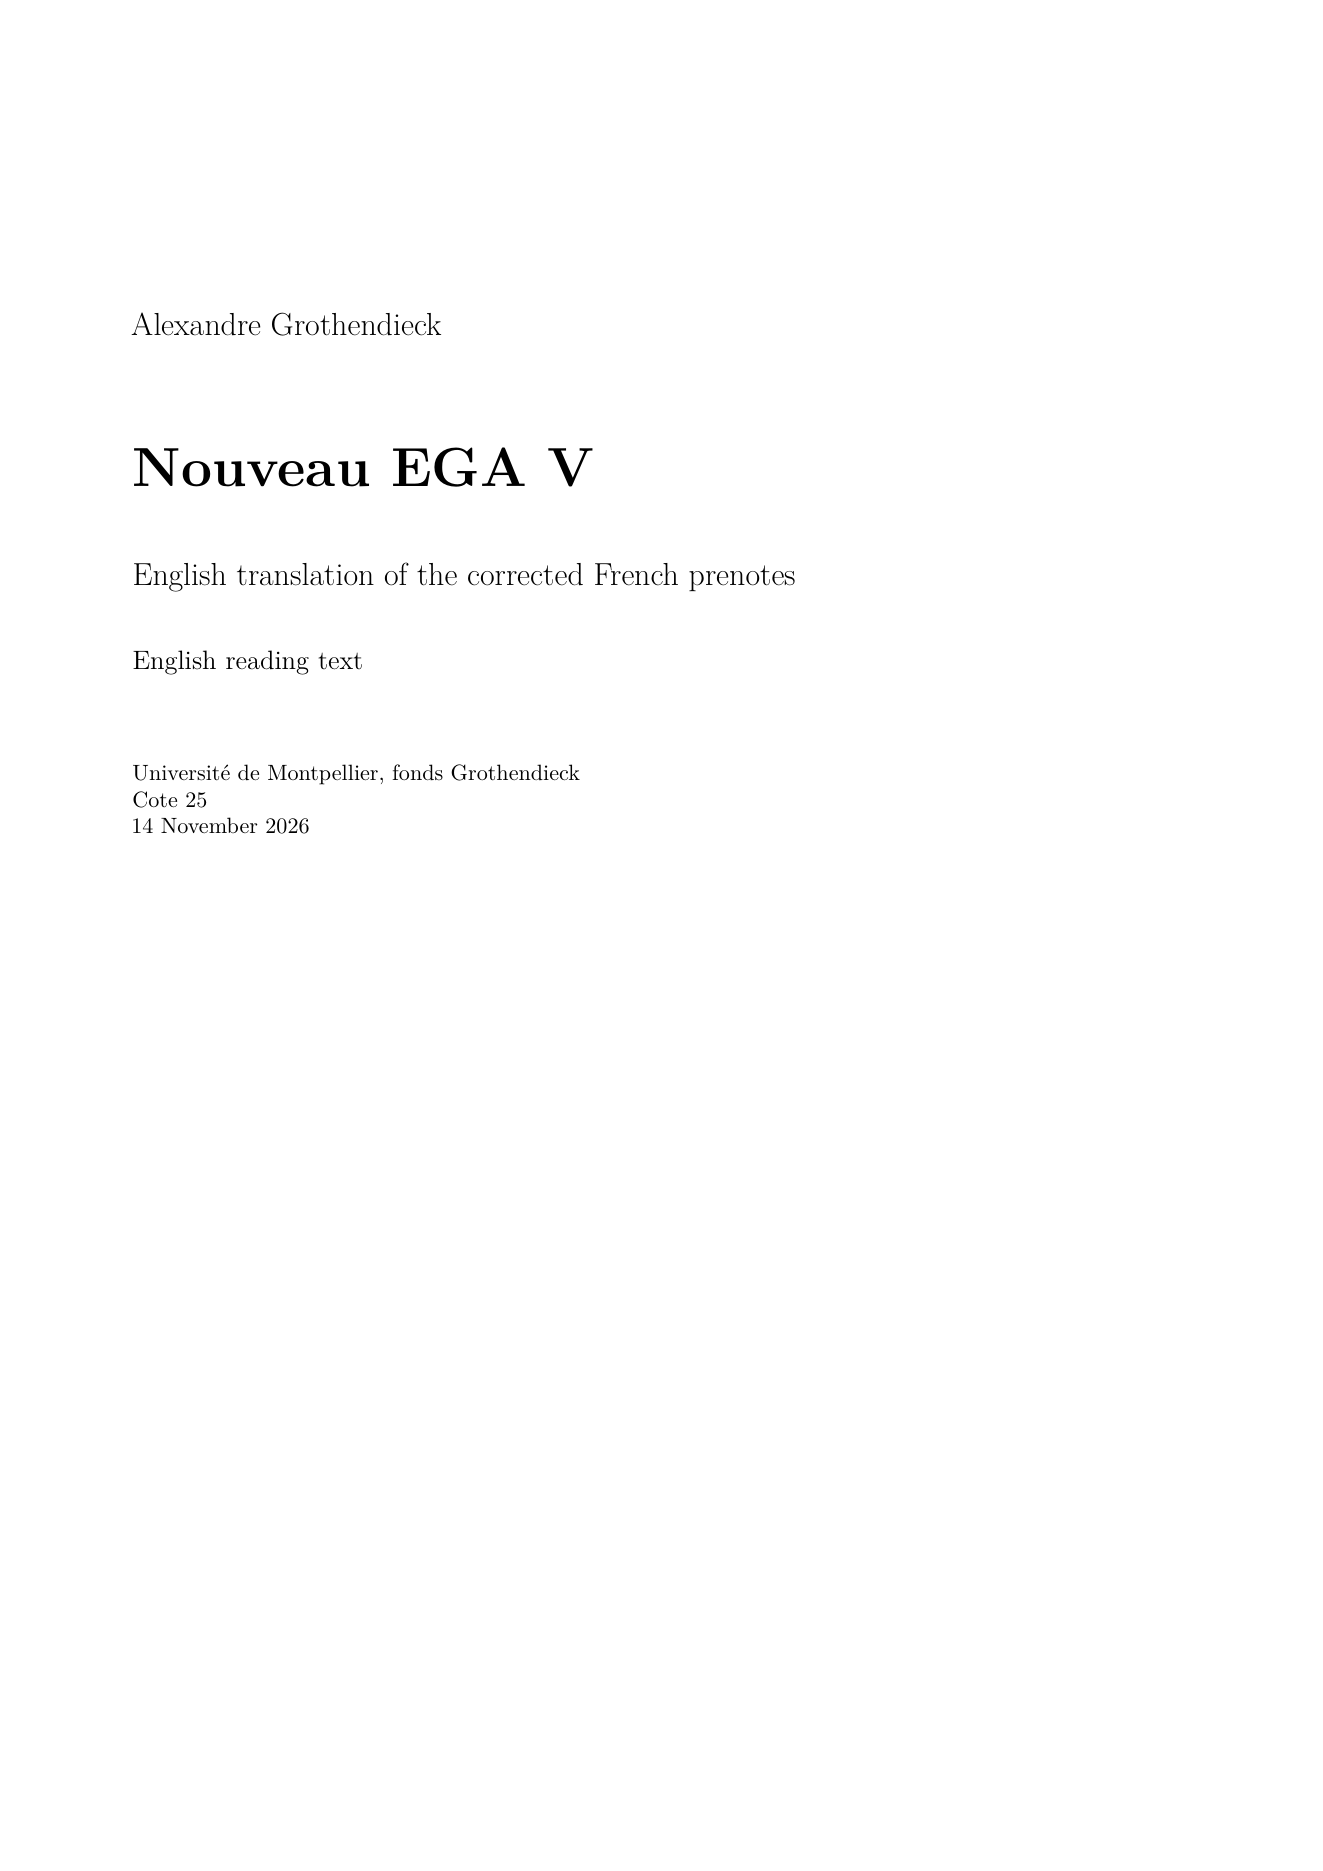 Alexandre Grothendieck
Nouveau EGA V
English translation of the corrected French prenotes
English reading text
Université de Montpellier, fonds Grothendieck
Cote 25
14 November 2026